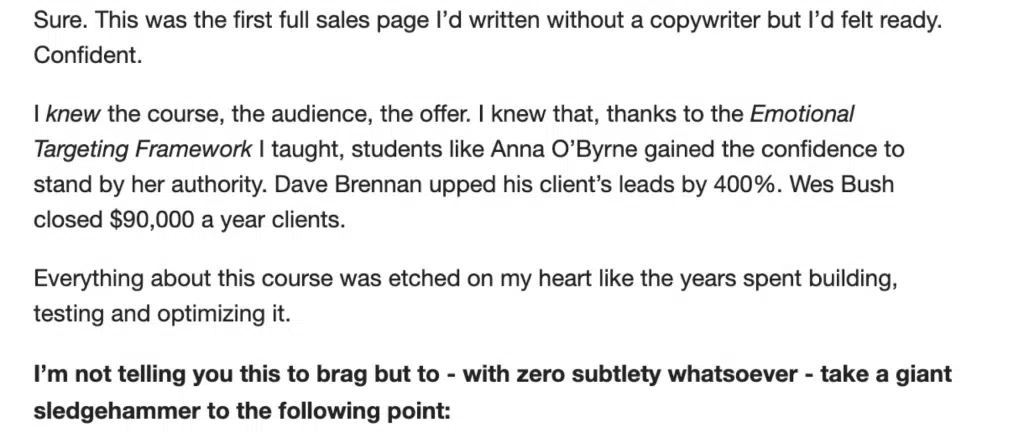 Sure. This was the first full sales page I’d written without a copywriter but I’d felt ready.
Confident.
I knew the course, the audience, the offer. I knew that, thanks to the Emotional
Targeting Framework I taught, students like Anna O’Byrne gained the confidence to
stand by her authority. Dave Brennan upped his client’s leads by 400%. Wes Bush
closed $90,000 a year clients.
Everything about this course was etched on my heart like the years spent building,
testing and optimizing it.
I’m not telling you this to brag but to - with zero subtlety whatsoever - take a giant
sledgehammer to the following point: